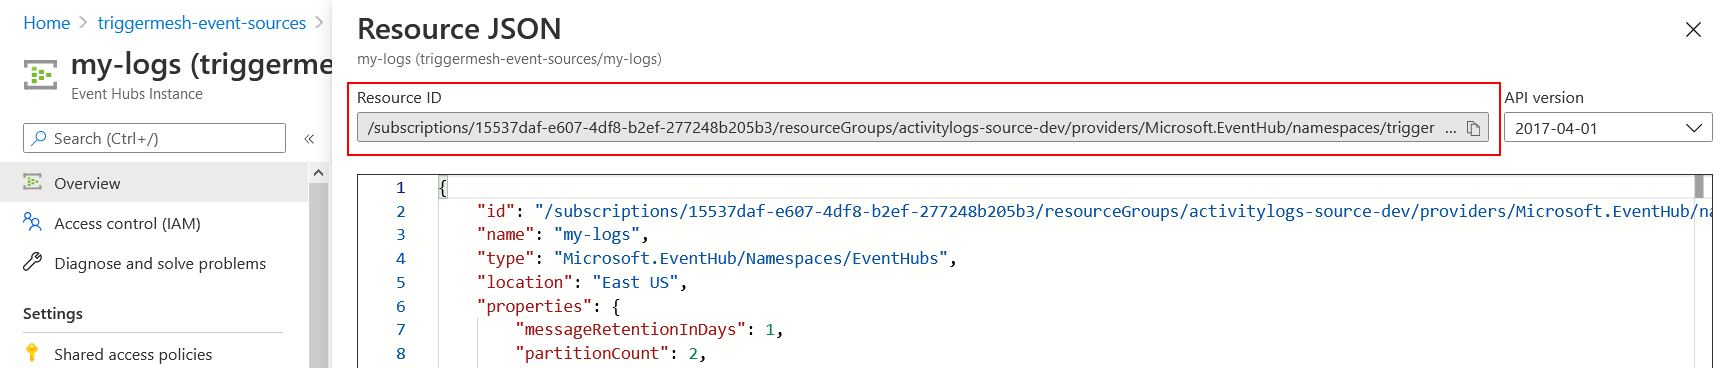 Home > triggermesh-event-sources >
my-logs (triggerme
Event Hubs Instance
Search (Ctrl+/)
«
Overview
Access control (IAM)
Diagnose and solve problems
Settings
Shared access policies
Resource JSON
my-logs (triggermesh-event-sources/my-logs)
Resource ID
/subscriptions/15537daf-e607-4df8-b2ef-277248b205b3/resourceGroups/activitylogs-source-dev/providers/Microsoft.EventHub/namespaces/trigger ...
API version
2017-04-01
1 {
2 "id": "/subscriptions/15537daf-e607-4df8-b2ef-277248b205b3/resourceGroups/activitylogs-source-dev/providers/Microsoft.EventHub/na
3 "name": "my-logs",
4 "type": "Microsoft.EventHub/Namespaces/EventHubs",
5 "location": "East US",
6 "properties": {
7 "messageRetentionInDays": 1,
8 "partitionCount": 2,